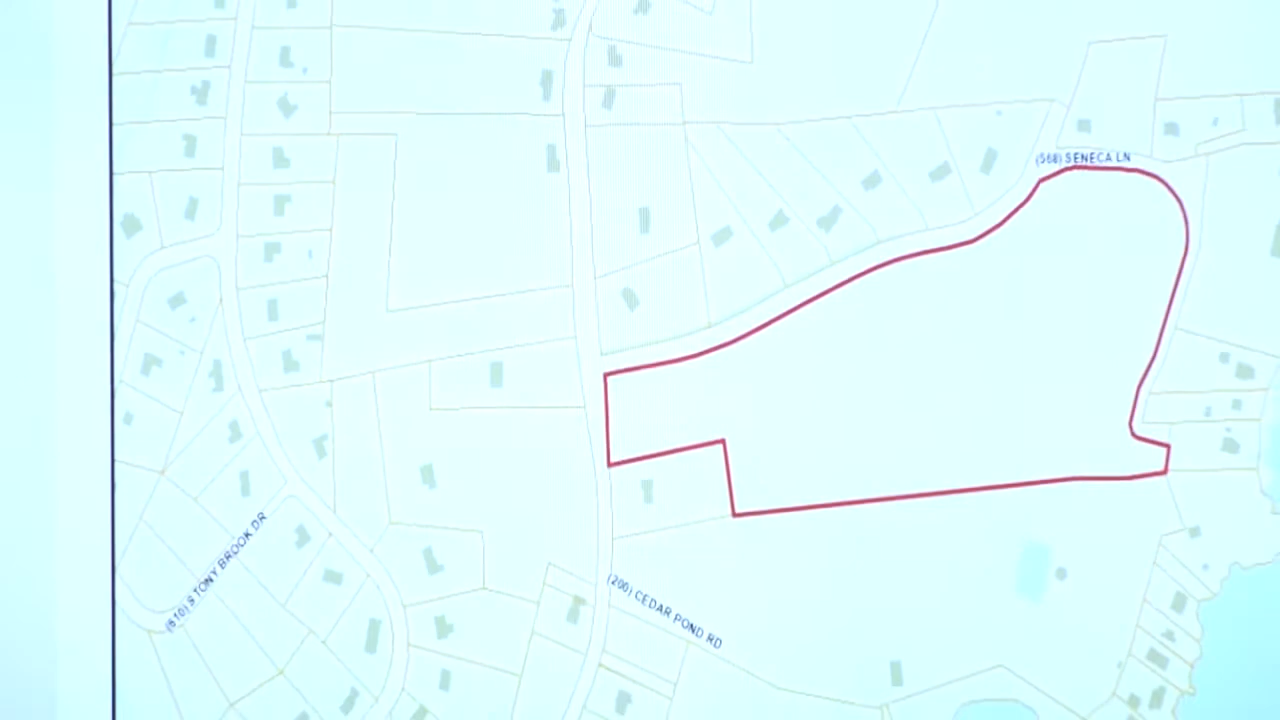 (568) SENECA LN
(610) STONY BROOK DR
(200) CEDAR POND RD